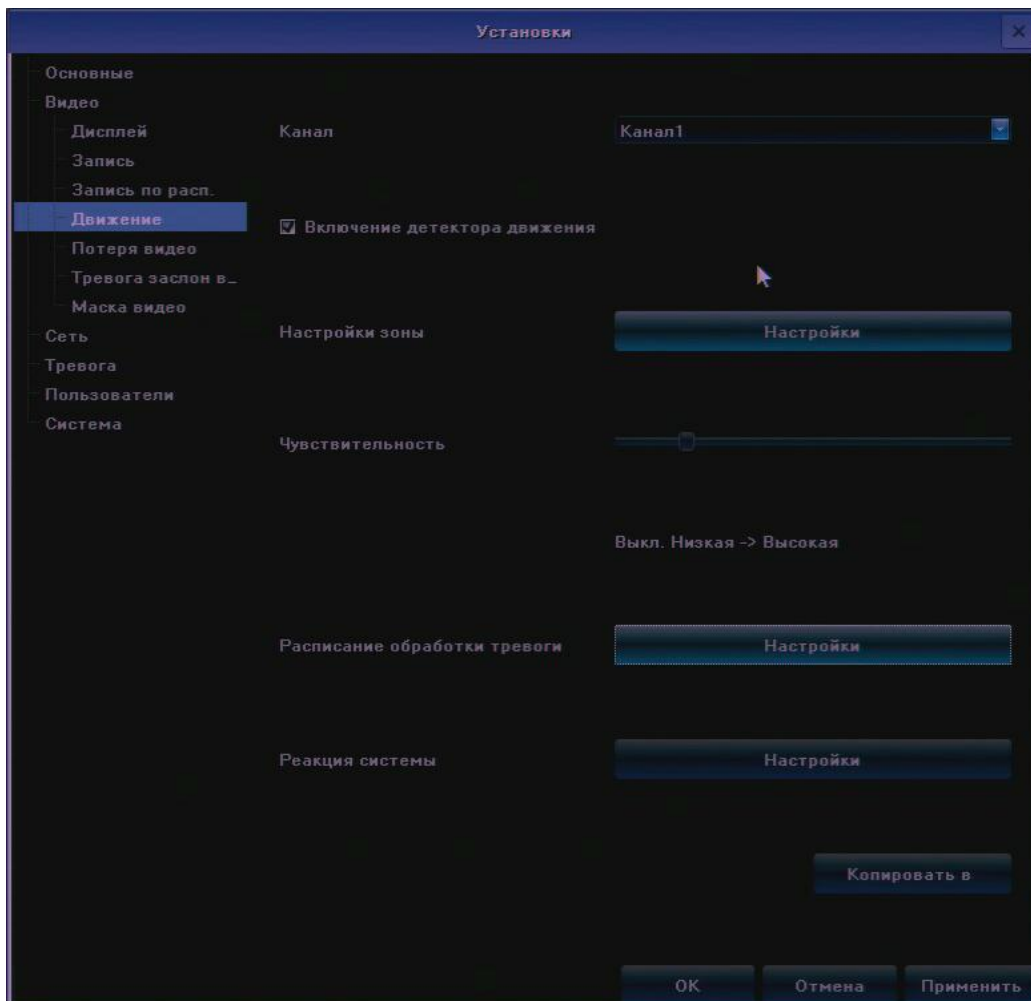 Установки
Основные
Видео
Дисплей
Запись
Запись по расп.
Движение
Потеря видео
Тревога заслон в_
Маска видео
Сеть
Тревога
Пользователи
Система
Канал
Канал1
Включение детектора движения
Настройки зоны
Настройки
Чувствительность
Выкл. Низкая -> Высокая
Расписание обработки тревоги
Настройки
Реакция системы
Настройки
Копировать в
OK
Отмена
Применить